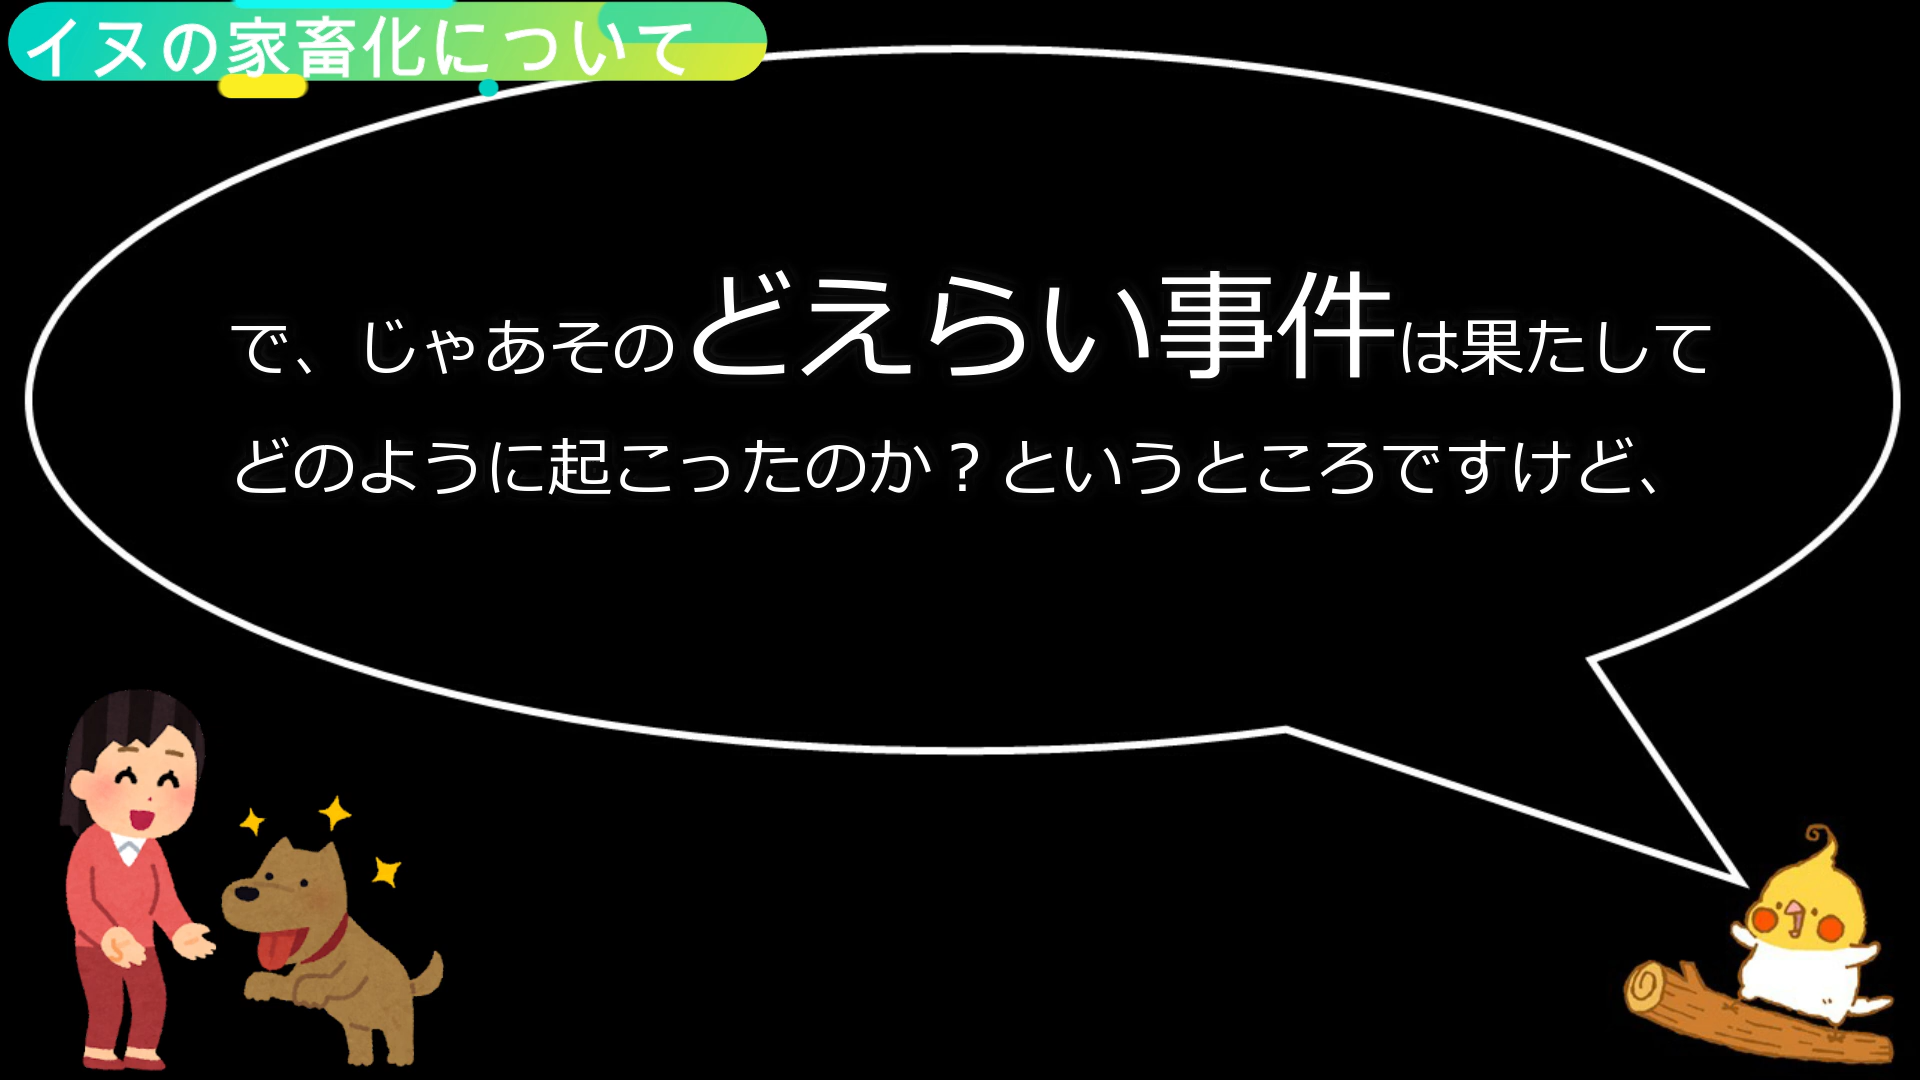 イヌの家畜化について
で、じゃあそのどえらい事件は果たして
どのように起こったのか？というところですけど、